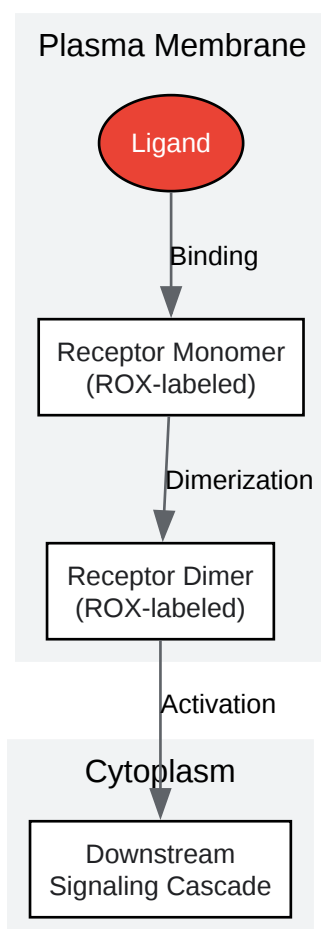 Plasma Membrane
Ligand
Binding
Receptor Monomer
(ROX-labeled)
Dimerization
Receptor Dimer
(ROX-labeled)
Activation
Cytoplasm
Downstream
Signaling Cascade